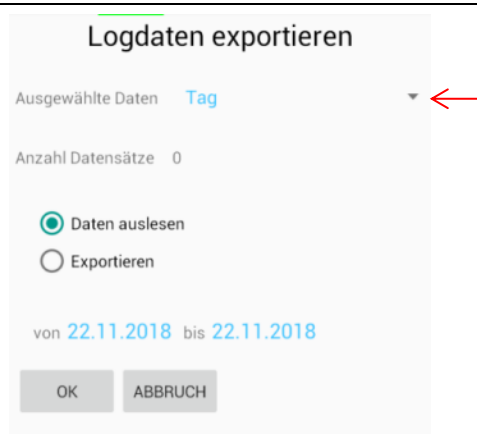 Logdaten exportieren
Ausgewählte Daten Tag
Anzahl Datensätze 0
Daten auslesen
Exportieren
von 22.11.2018 bis 22.11.2018
OK ABBRUCH